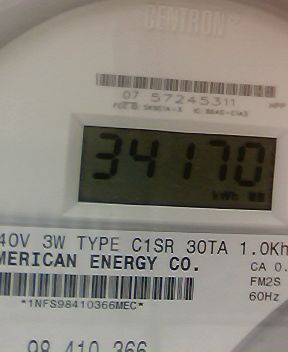 CENTRON®
07 57245311
34170
kWh
40V 3W TYPE C1SR 30TA 1.0Kh
MERICAN ENERGY CO.
CA 0.
FM2S
60Hz
*1NFS98410366MEC*
98 410 366